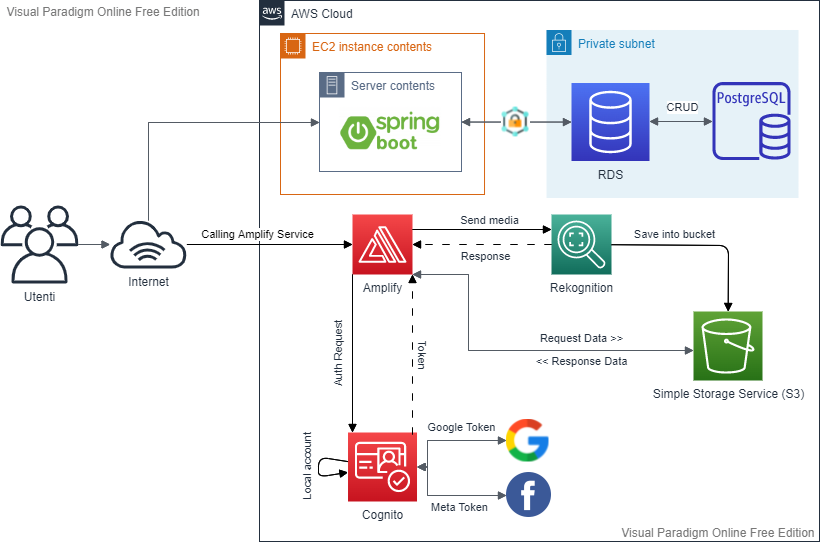 Visual Paradigm Online Free Edition
aws
AWS Cloud
EC2 instance contents
Server contents
spring
boot
Private subnet
RDS
CRUD
PostgreSQL
Utenti
Internet
Calling Amplify Service
Amplify
Send media
Response
Rekognition
Save into bucket
Request Data >>
<< Response Data
Simple Storage Service (S3)
Auth Request
Token
Local account
Cognito
Google Token
Meta Token
Visual Paradigm Online Free Edition